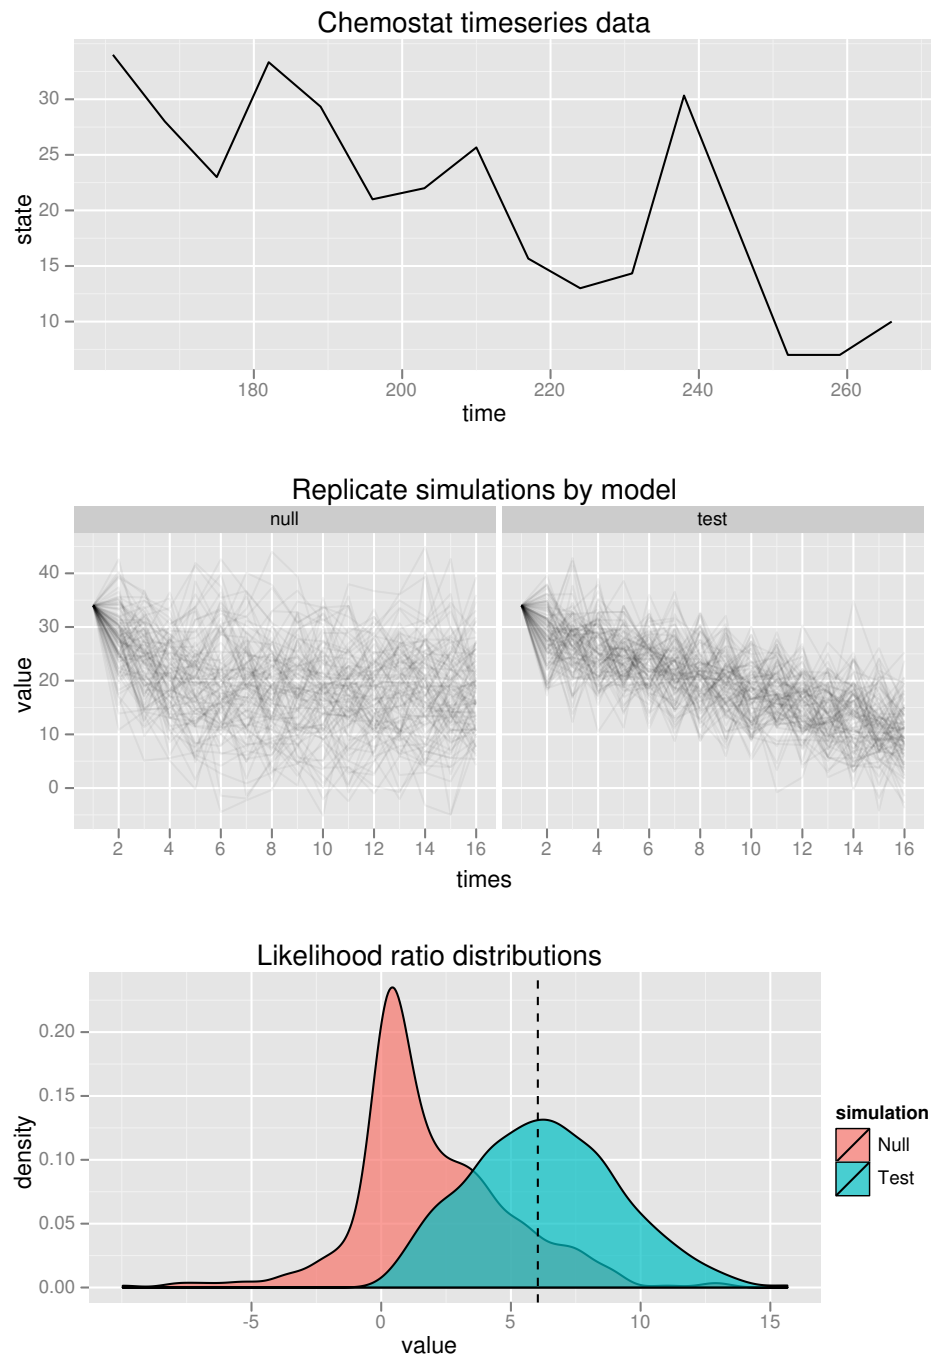 Chemostat timeseries data
30
25
20
15
10
state
180 200 220 240 260
time
Replicate simulations by model
null test
40
30
20
10
0
value
2 4 6 8 10 12 14 16 2 4 6 8 10 12 14 16
times
Likelihood ratio distributions
0.20
0.15
0.10
0.05
0.00
density
-5 0 5 10 15
value
simulation
Null
Test